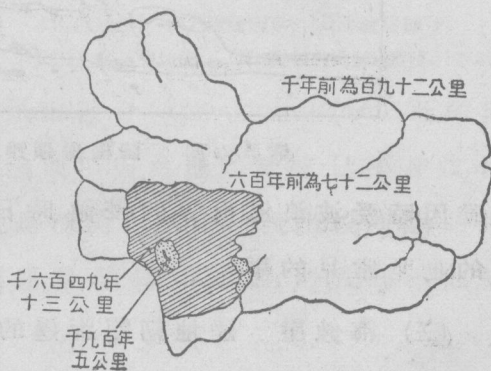 千年前為百九十二公里
六百年前為七十二公里
千六百四九年
十三公里
千九百年
五公里